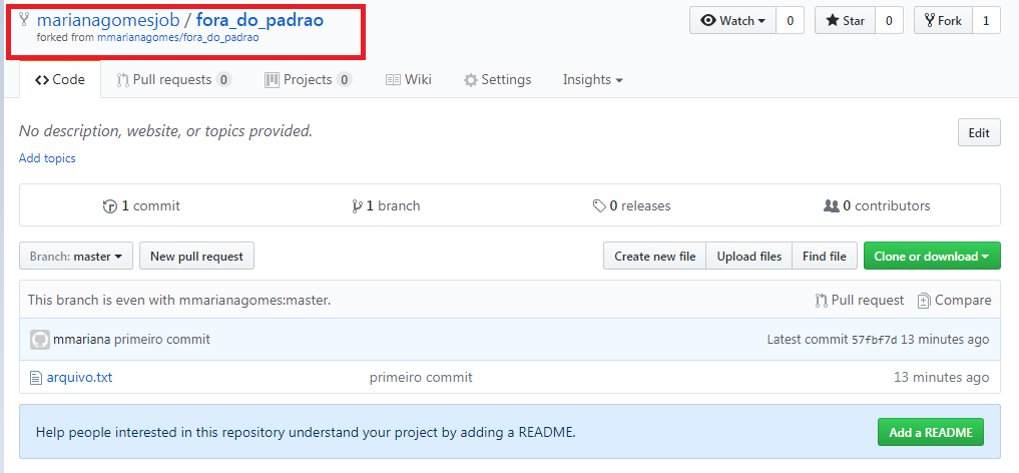 marianagomesjob / fora_do_padrao
Watch 0 Star 0 Fork 1
forked from mmarianagomes/fora_do_padrao
Code Pull requests 0 Projects 0 Wiki Settings Insights
No description, website, or topics provided.
Edit
Add topics
1 commit 1 branch 0 releases 0 contributors
Branch: master New pull request Create new file Upload files Find file Clone or download
This branch is even with mmarianagomes:master. Pull request Compare
mmariana primeiro commit Latest commit 57fbf7d 13 minutes ago
arquivo.txt primeiro commit 13 minutes ago
Help people interested in this repository understand your project by adding a README. Add a README